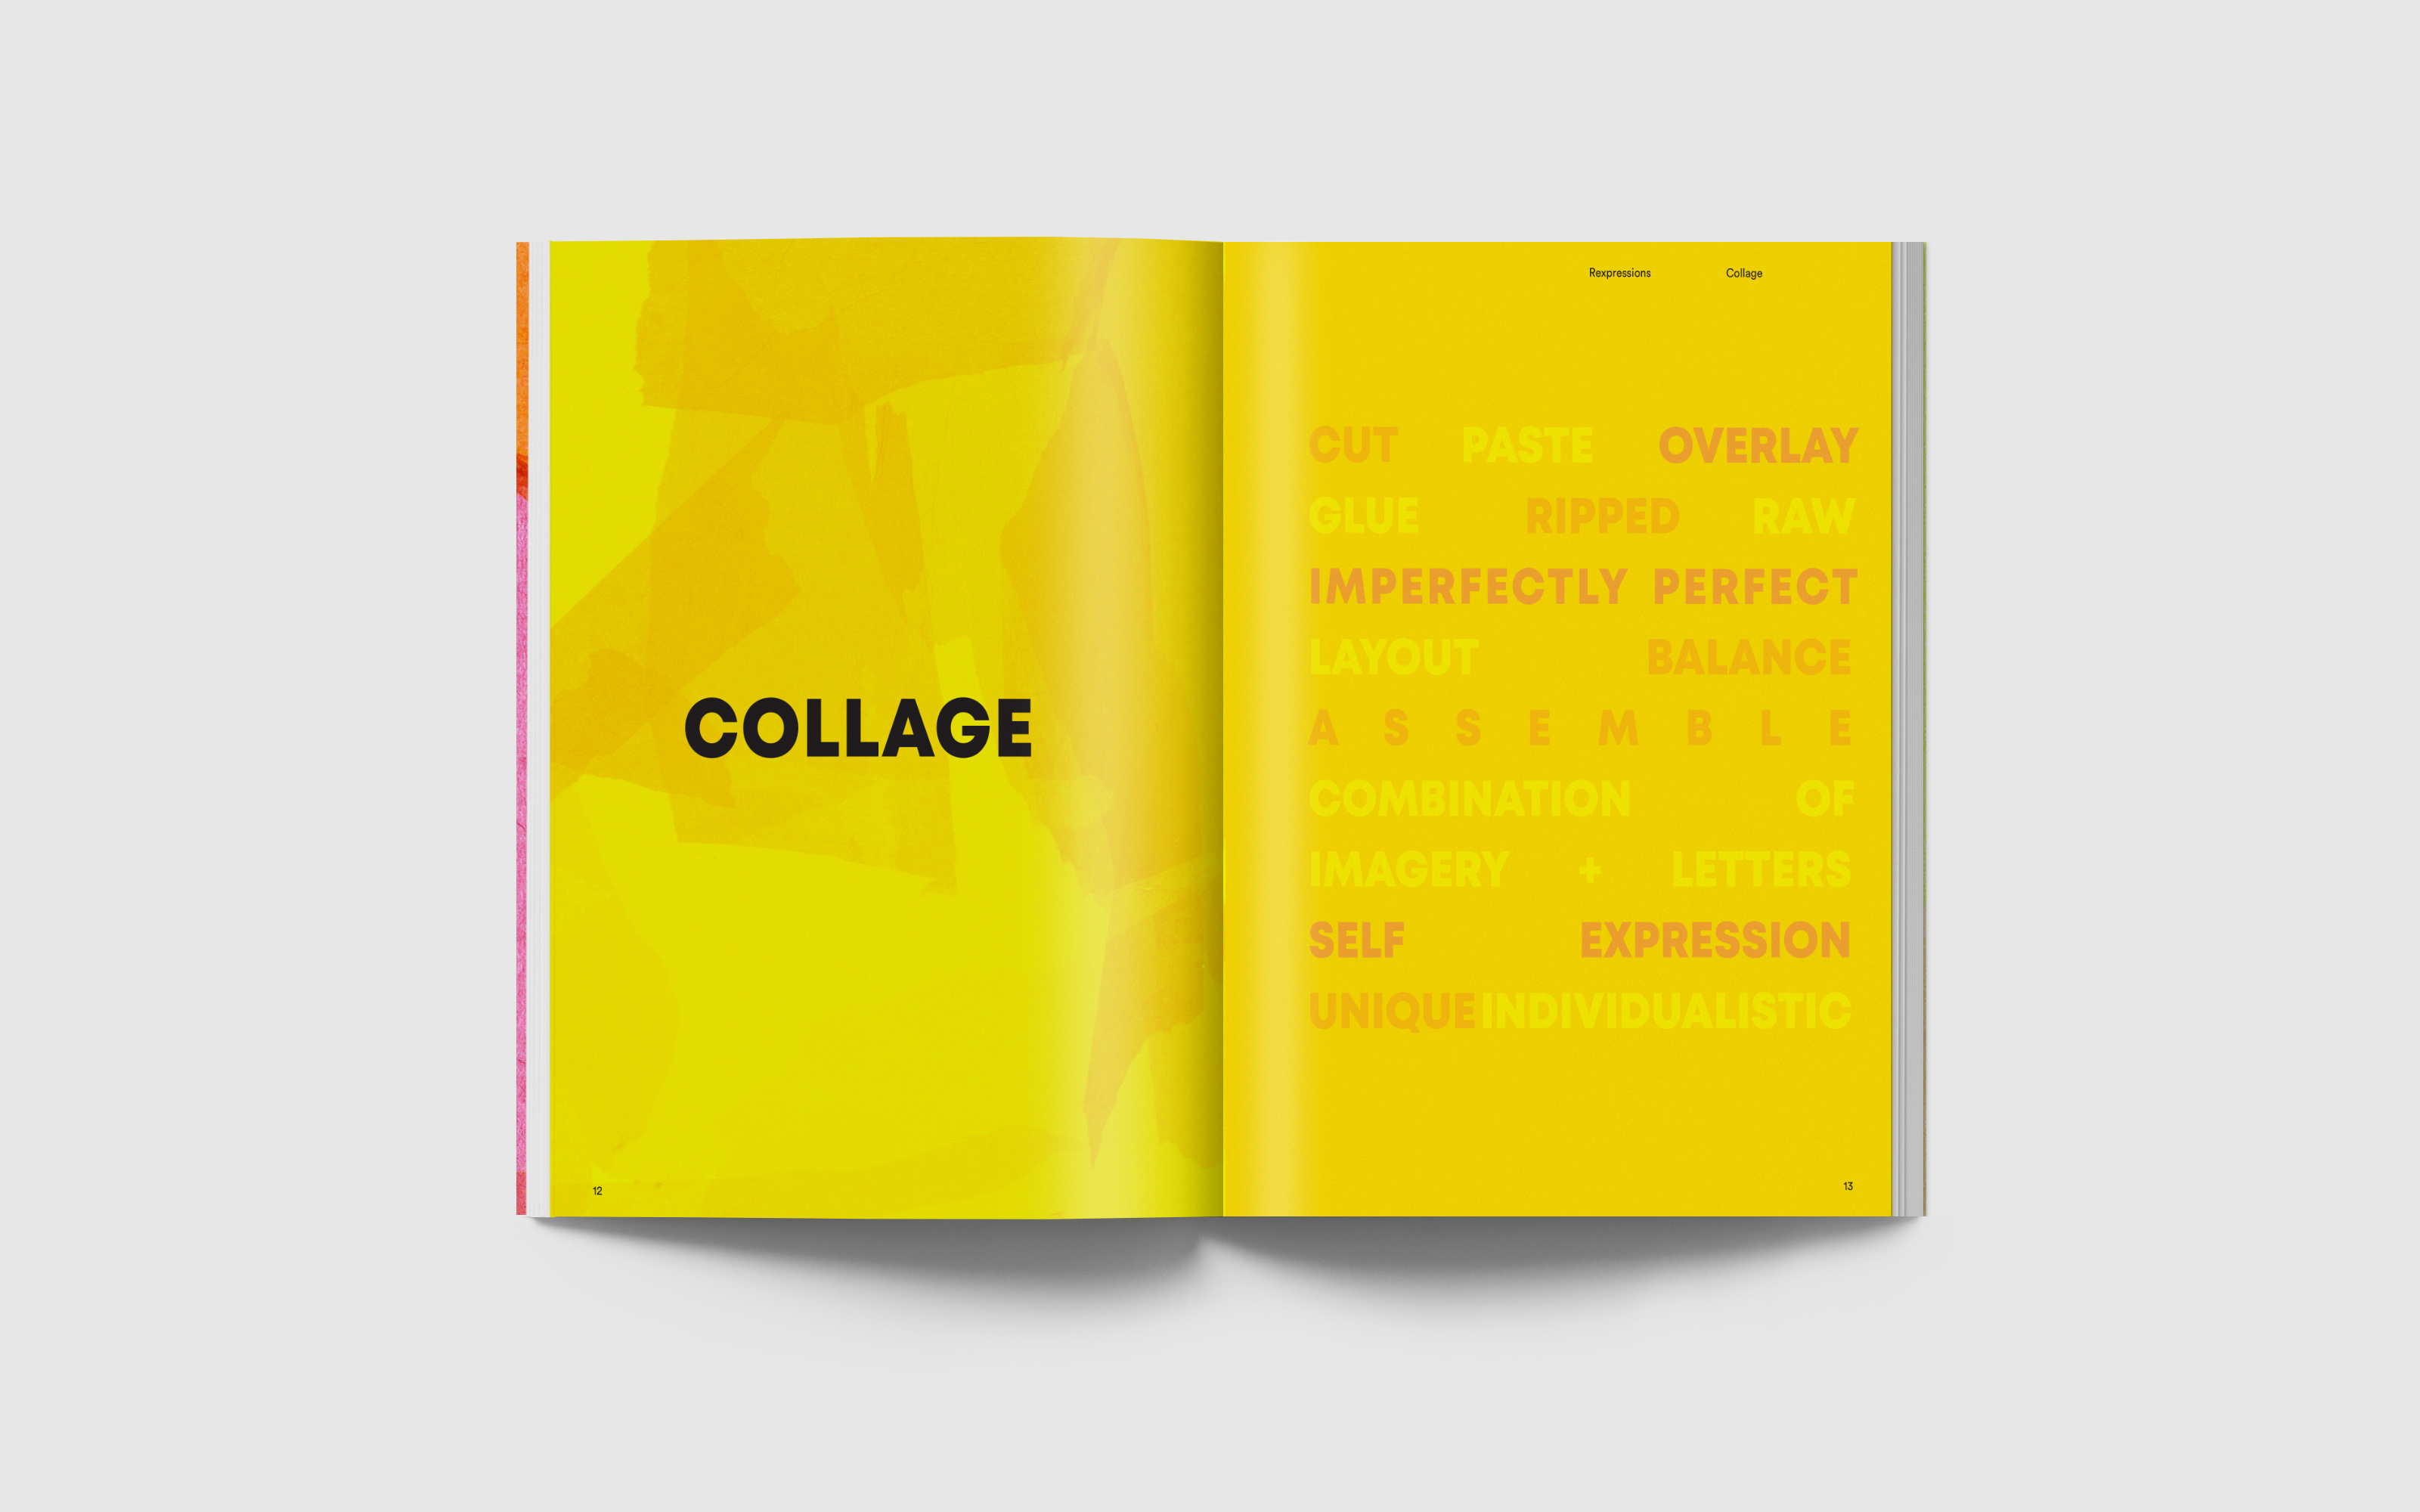 COLLAGE
12
Rexpressions Collage
CUT PASTE OVERLAY
GLUE RIPPED RAW
IMPERFECTLY PERFECT
LAYOUT BALANCE
ASSEMBLE
COMBINATION OF
IMAGERY + LETTERS
SELF EXPRESSION
UNIQUE INDIVIDUALISTIC
13